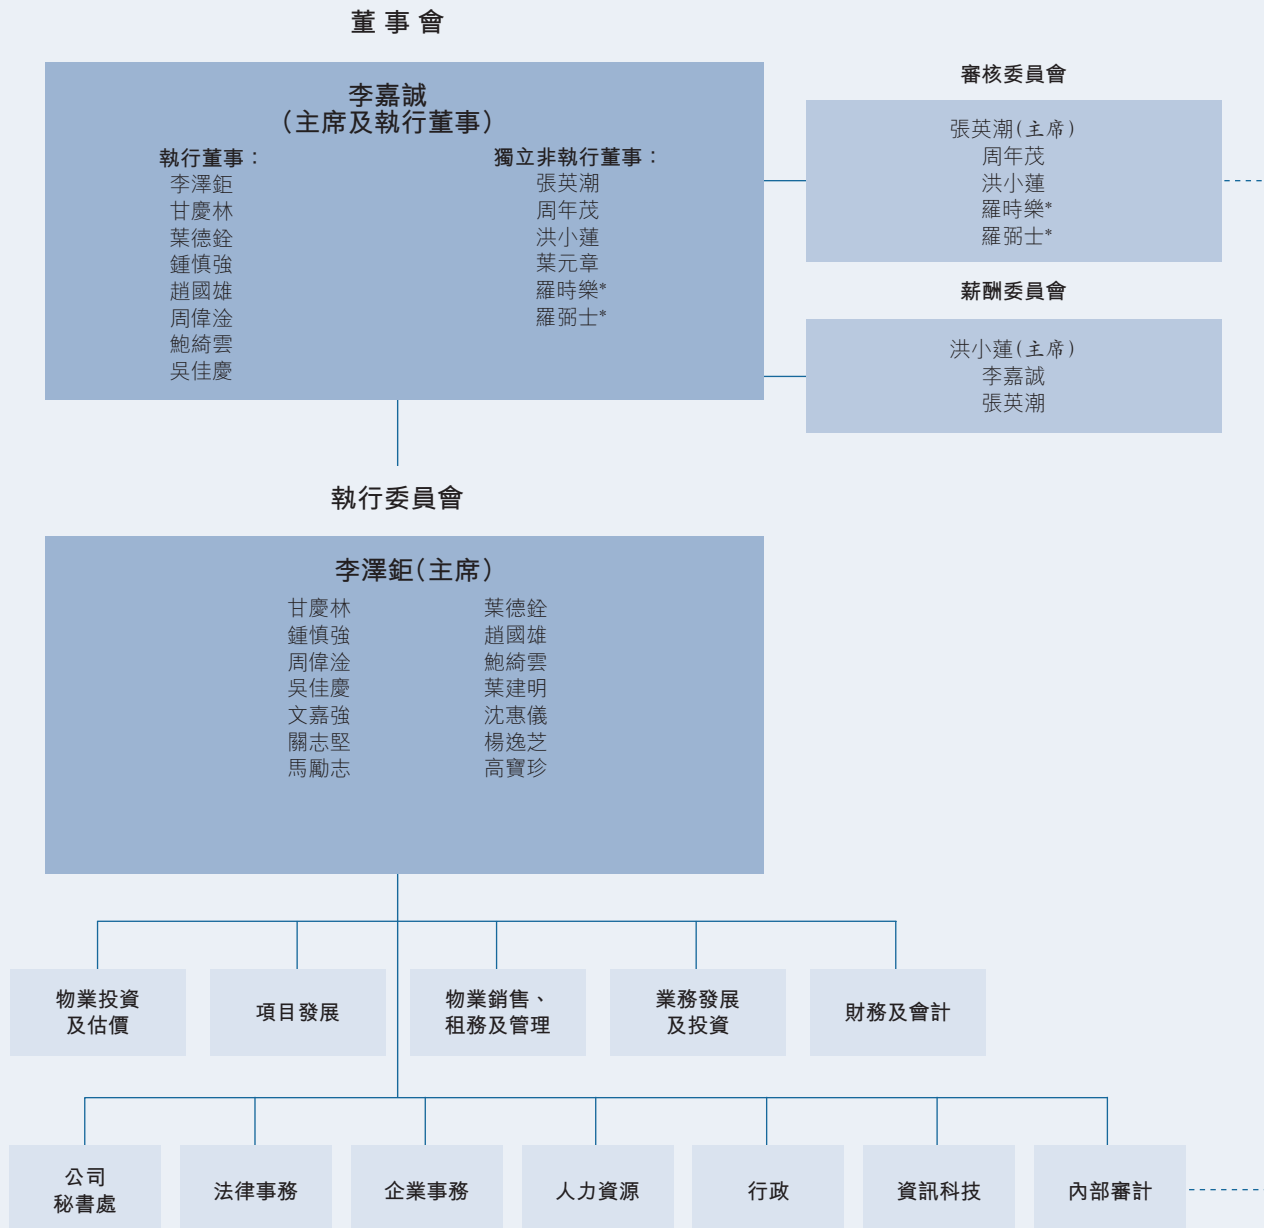 董事會
李嘉誠
（主席及執行董事）
執行董事：
李澤鉅
甘慶林
葉德銓
鍾慎強
趙國雄
周偉淦
鮑綺雲
吳佳慶
獨立非執行董事：
張英潮
周年茂
洪小蓮
葉元章
羅時樂*
羅弼士*
審核委員會
張英潮(主席)
周年茂
洪小蓮
羅時樂*
羅弼士*
薪酬委員會
洪小蓮(主席)
李嘉誠
張英潮
執行委員會
李澤鉅(主席)
甘慶林
鍾慎強
周偉淦
吳佳慶
文嘉強
關志堅
馬勵志
葉德銓
趙國雄
鮑綺雲
葉建明
沈惠儀
楊逸芝
高寶珍
物業投資
及估價
項目發展
物業銷售、
租務及管理
業務發展
及投資
財務及會計
公司
秘書處
法律事務
企業事務
人力資源
行政
資訊科技
內部審計